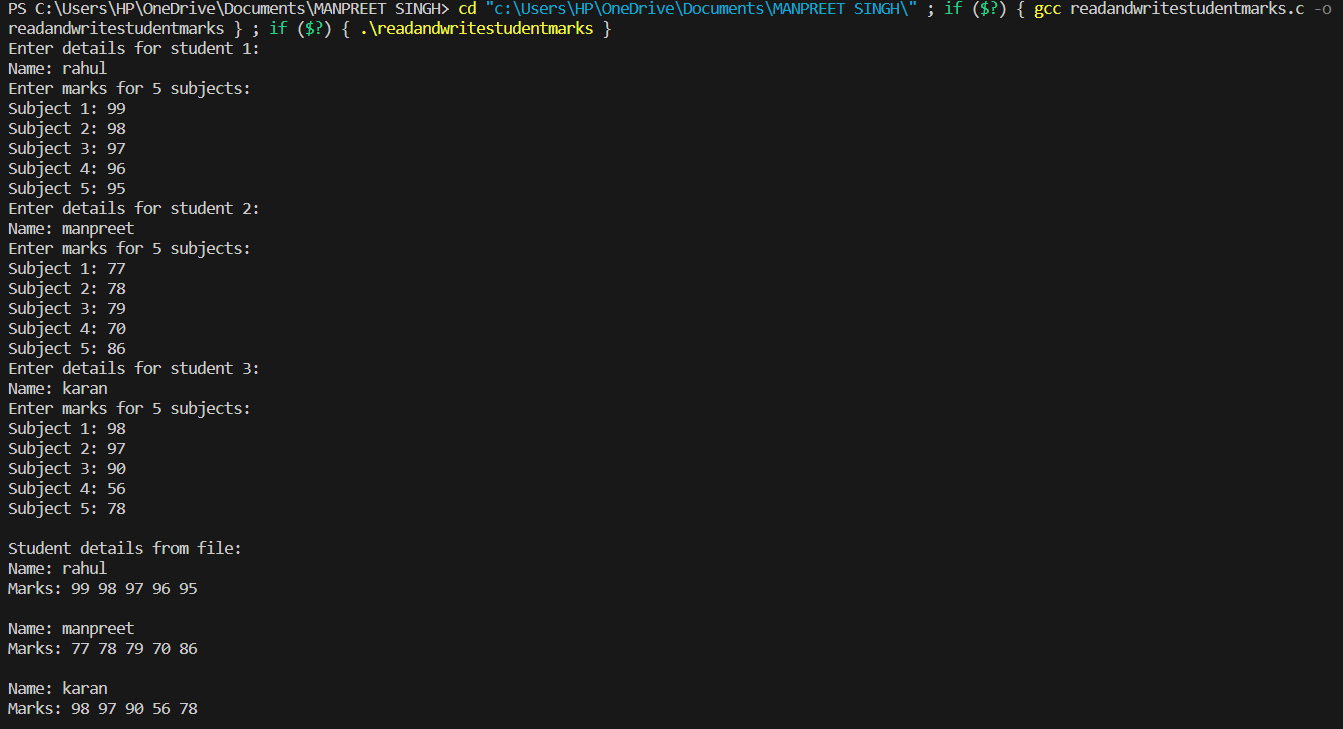 PS C:\Users\HP\OneDrive\Documents\MANPREET SINGH> cd "c:\Users\HP\OneDrive\Documents\MANPREET SINGH\" ; if ($?) { gcc readandwritestudentmarks.c -o
readandwritestudentmarks } ; if ($?) { .\readandwritestudentmarks }
Enter details for student 1:
Name: rahul
Enter marks for 5 subjects:
Subject 1: 99
Subject 2: 98
Subject 3: 97
Subject 4: 96
Subject 5: 95
Enter details for student 2:
Name: manpreet
Enter marks for 5 subjects:
Subject 1: 77
Subject 2: 78
Subject 3: 79
Subject 4: 70
Subject 5: 86
Enter details for student 3:
Name: karan
Enter marks for 5 subjects:
Subject 1: 98
Subject 2: 97
Subject 3: 90
Subject 4: 56
Subject 5: 78

Student details from file:
Name: rahul
Marks: 99 98 97 96 95

Name: manpreet
Marks: 77 78 79 70 86

Name: karan
Marks: 98 97 90 56 78